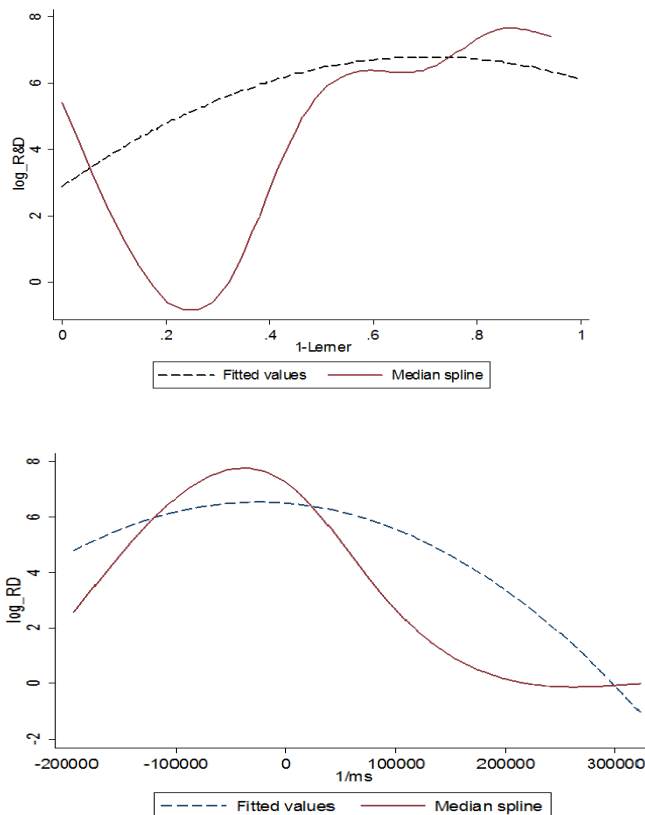 8
6
4
2
0
log_R&D
0 .2 .4 .6 .8 1
1-Lerner
Fitted values Median spline
8
6
4
2
0
-2
log_RD
-200000 -100000 0 100000 200000 300000
1/ms
Fitted values Median spline